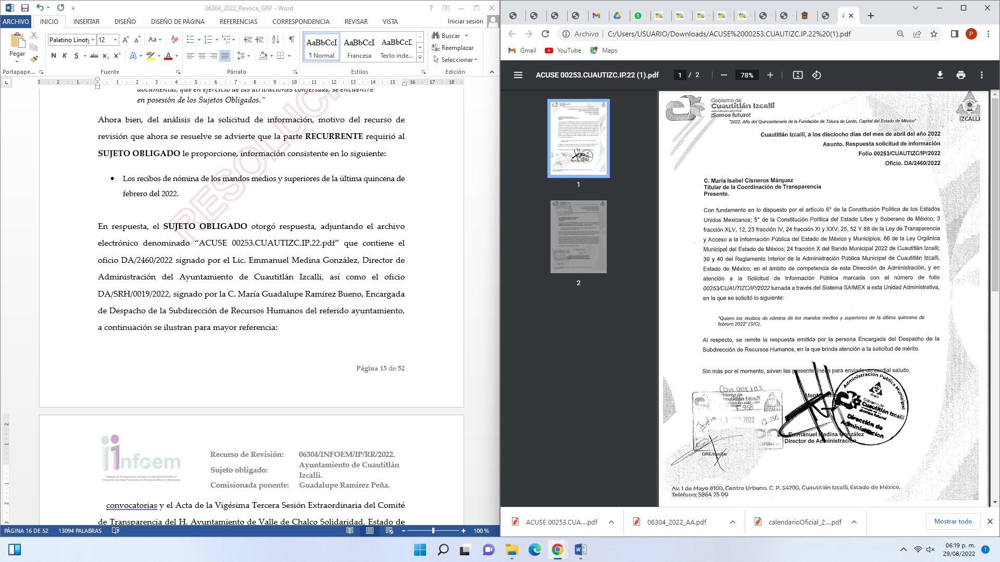 06304_2022_Revoca_GRP - Word
ARCHIVO INICIO INSERTAR DISEÑO DISEÑO DE PÁGINA REFERENCIAS CORRESPONDENCIA REVISAR VISTA Iniciar sesión
Pegar
Portapape...
Palatino Linoty 12
N K S abc x₂ x²
Fuente
Párrafo
AaBbCcI AaBbCcI AaBbCcD
¶ Normal Francesa Texto inde...
Estilos
Buscar
Reemplazar
Seleccionar
Edición
documental, que en ejercicio de las atribuciones conferidas, se encuentre
en posesión de los Sujetos Obligados.”
Ahora bien, del análisis de la solicitud de información, motivo del recurso de
revisión que ahora se resuelve se advierte que la parte RECURRENTE requirió al
SUJETO OBLIGADO le proporcione, información consistente en lo siguiente:
• Los recibos de nómina de los mandos medios y superiores de la última quincena de
febrero del 2022.
En respuesta, el SUJETO OBLIGADO otorgó respuesta, adjuntando el archivo
electrónico denominado “ACUSE 00253.CUAUTIZC.IP.22.pdf” que contiene el
oficio DA/2460/2022 signado por el Lic. Emmanuel Medina González, Director de
Administración del Ayuntamiento de Cuautitlán Izcalli, así como el oficio
DA/SRH/0019/2022, signado por la C. María Guadalupe Ramírez Bueno, Encargada
de Despacho de la Subdirección de Recursos Humanos del referido ayuntamiento,
a continuación se ilustran para mayor referencia:
Página 15 de 52
infoem
Instituto de Transparencia, Acceso a la Información Pública y
Protección de Datos Personales del Estado de México y Municipios
Recurso de Revisión: 06304/INFOEM/IP/RR/2022.
Sujeto obligado: Ayuntamiento de Cuautitlán
Izcalli.
Comisionada ponente: Guadalupe Ramírez Peña.
convocatorias y el Acta de la Vigésima Tercera Sesión Extraordinaria del Comité
de Transparencia del H. Ayuntamiento de Valle de Chalco Solidaridad, Estado de
PÁGINA 16 DE 52 13094 PALABRAS 100 %
Archivo C:/Users/USUARIO/Downloads/ACUSE%2000253.CUAUTIZC.IP.22%20(1).pdf
P
Gmail YouTube Maps
ACUSE 00253.CUAUTIZC.IP.22 (1).pdf 1 / 2 78%
1
2
Gobierno de
Cuautitlán Izcalli
¡Somos futuro!
IZCALLI
"2022. Año del Quincentenario de la Fundación de Toluca de Lerdo, Capital del Estado de México"
Cuautitlán Izcalli, a los dieciocho días del mes de abril del año 2022
Asunto. Respuesta solicitud de información
Folio 00253/CUAUTIZC/IP/2022
Oficio. DA/2460/2022
C. María Isabel Cisneros Márquez
Titular de la Coordinación de Transparencia
Presente.
Con fundamento en lo dispuesto por el artículo 6° de la Constitución Política de los Estados
Unidos Mexicanos; 5° de la Constitución Política del Estado Libre y Soberano de México; 3
fracción XLV, 12, 23 fracción IV, 24 fracción XI y XXV, 25, 52 Y 88 de la Ley de Transparencia
y Acceso a la Información Pública del Estado de México y Municipios; 86 de la Ley Orgánica
Municipal del Estado de México; 24 fracción X del Bando Municipal 2022 de Cuautitlán Izcalli;
39 y 40 del Reglamento Interior de la Administración Pública Municipal de Cuautitlán Izcalli,
Estado de México; en el ámbito de competencia de esta Dirección de Administración, y en
atención a la Solicitud de Información Pública marcada con el número de folio
00253/CUAUTIZC/IP/2022 turnada a través del Sistema SAIMEX a esta Unidad Administrativa,
en la que se solicitó lo siguiente:
"Quiero los recibos de nómina de los mandos medios y superiores de la última quincena de
febrero 2022" (SIC).
Al respecto, se remite la respuesta emitida por la persona Encargada del Despacho de la
Subdirección de Recursos Humanos, en la que brinda atención a la solicitud de mérito.
Sin más por el momento, sirvan las presente líneas para enviarle un cordial saludo.
Con anexos
2022 12:56
Administración Pública Municipal
Gobierno de
Cuautitlán Izcalli
¡Somos futuro!
Dirección de
Administración
Lic. Emmanuel Medina González
Director de Administración
Av. 1 de Mayo #100, Centro Urbano. C. P. 54700, Cuautitlán Izcalli, Estado de México.
Teléfono: 5864 25 00
ACUSE 00253.CUA....pdf 06304_2022_AA.pdf calendarioOficial_2....pdf Mostrar todo
06:19 p. m.
29/08/2022
1